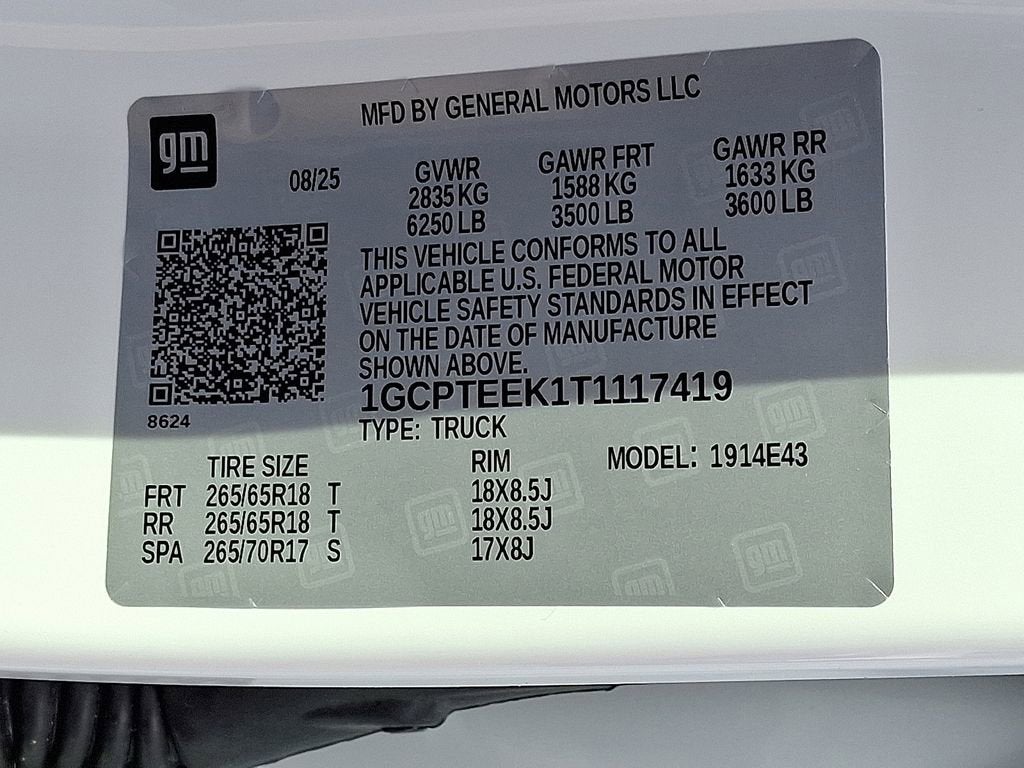 MFD BY GENERAL MOTORS LLC
gm
08/25
GVWR GAWR FRT GAWR RR
2835 KG 1588 KG 1633 KG
6250 LB 3500 LB 3600 LB
THIS VEHICLE CONFORMS TO ALL
APPLICABLE U.S. FEDERAL MOTOR
VEHICLE SAFETY STANDARDS IN EFFECT
ON THE DATE OF MANUFACTURE
SHOWN ABOVE.
1GCPTEEK1T1117419
8624
TYPE: TRUCK
TIRE SIZE RIM MODEL: 1914E43
FRT 265/65R18 T 18X8.5J
RR 265/65R18 T 18X8.5J
SPA 265/70R17 S 17X8J